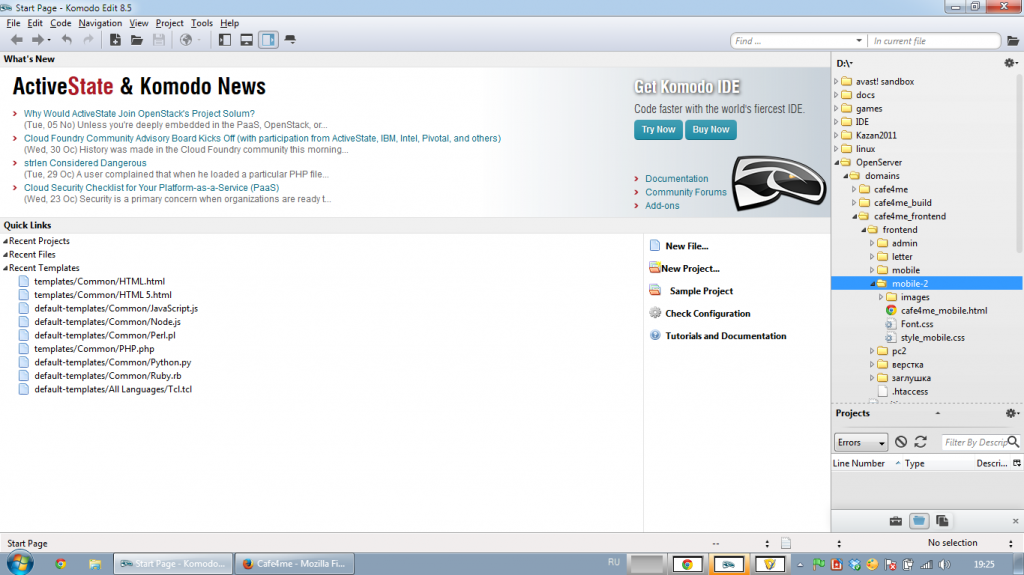 Start Page - Komodo Edit 8.5
File Edit Code Navigation View Project Tools Help
Find ...
In current file
What's New
ActiveState & Komodo News
Why Would ActiveState Join OpenStack's Project Solum?
(Tue, 05 No) Unless you're deeply embedded in the PaaS, OpenStack, or...
Cloud Foundry Community Advisory Board Kicks Off (with participation from ActiveState, IBM, Intel, Pivotal, and others)
(Wed, 30 Oc) History was made in the Cloud Foundry community this morning...
strlen Considered Dangerous
(Tue, 29 Oc) A user complained that when he loaded a particular PHP file...
Cloud Security Checklist for Your Platform-as-a-Service (PaaS)
(Wed, 23 Oc) Security is a primary concern when organizations are ready t...
Get Komodo IDE
Code faster with the world's fiercest IDE.
Try Now Buy Now
Documentation
Community Forums
Add-ons
Quick Links
Recent Projects
Recent Files
Recent Templates
templates/Common/HTML.html
templates/Common/HTML 5.html
default-templates/Common/JavaScript.js
default-templates/Common/Node.js
default-templates/Common/Perl.pl
templates/Common/PHP.php
default-templates/Common/Python.py
default-templates/Common/Ruby.rb
default-templates/All Languages/Tcl.tcl
New File...
New Project...
Sample Project
Check Configuration
Tutorials and Documentation
D:\
avast! sandbox
docs
games
IDE
Kazan2011
linux
OpenServer
domains
cafe4me
cafe4me_build
cafe4me_frontend
frontend
admin
letter
mobile
mobile-2
images
cafe4me_mobile.html
Font.css
style_mobile.css
pc2
верстка
заглушка
.htaccess
Projects
Errors
Filter By Descrip
Line Number Type Descri...
Start Page
--
No selection
Start Page - Komodo...
Cafe4me - Mozilla Fi...
RU
19:25